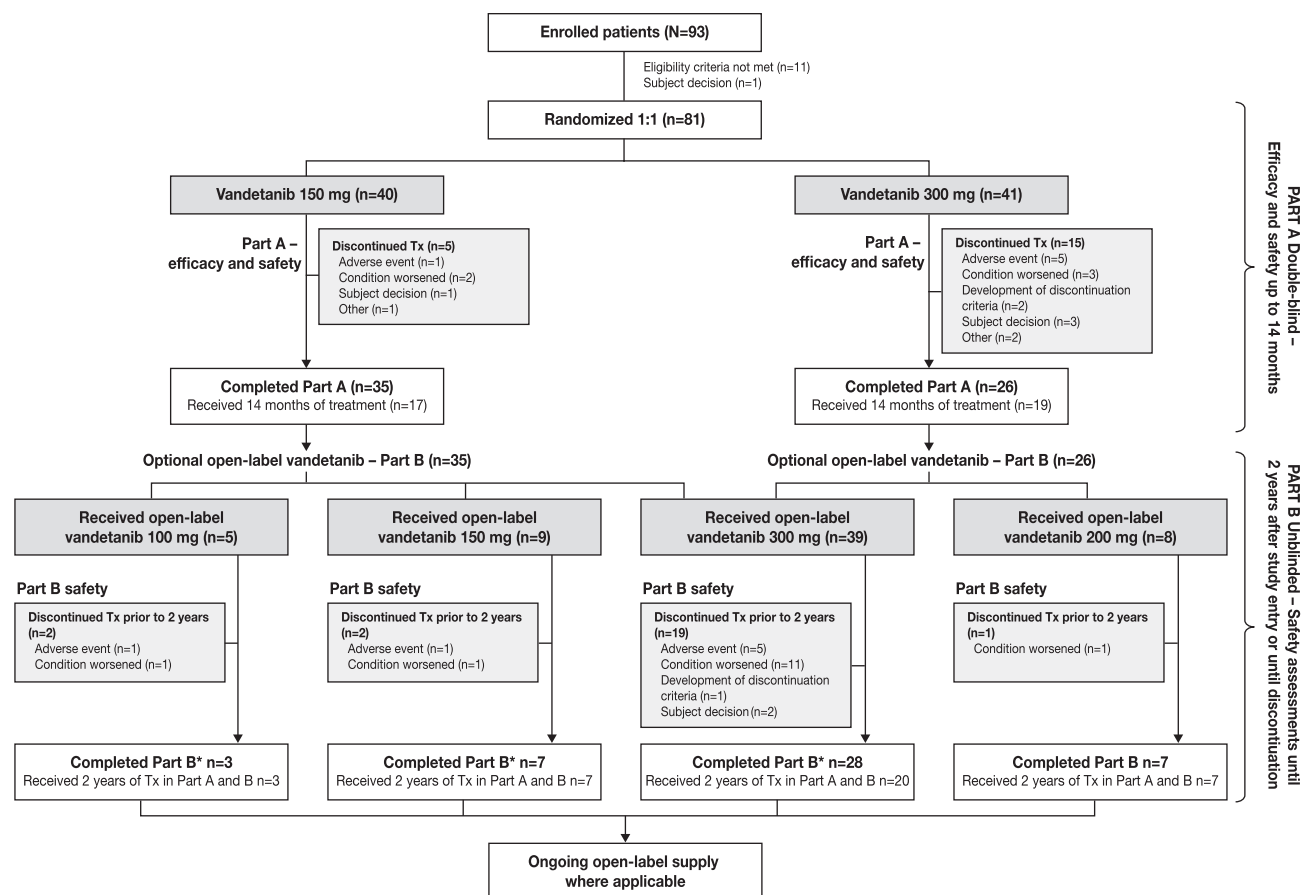 Enrolled patients (N=93)
Eligibility criteria not met (n=11)
Subject decision (n=1)
Randomized 1:1 (n=81)
Vandetanib 150 mg (n=40)
Part A –
efficacy and safety
Discontinued Tx (n=5)
Adverse event (n=1)
Condition worsened (n=2)
Subject decision (n=1)
Other (n=1)
Completed Part A (n=35)
Received 14 months of treatment (n=17)
Vandetanib 300 mg (n=41)
Part A –
efficacy and safety
Discontinued Tx (n=15)
Adverse event (n=5)
Condition worsened (n=3)
Development of discontinuation
criteria (n=2)
Subject decision (n=3)
Other (n=2)
Completed Part A (n=26)
Received 14 months of treatment (n=19)
PART A Double-blind –
Efficacy and safety up to 14 months
Optional open-label vandetanib – Part B (n=35)
Optional open-label vandetanib – Part B (n=26)
Received open-label
vandetanib 100 mg (n=5)
Part B safety
Discontinued Tx prior to 2 years
(n=2)
Adverse event (n=1)
Condition worsened (n=1)
Completed Part B* n=3
Received 2 years of Tx in Part A and B n=3
Received open-label
vandetanib 150 mg (n=9)
Part B safety
Discontinued Tx prior to 2 years
(n=2)
Adverse event (n=1)
Condition worsened (n=1)
Completed Part B* n=7
Received 2 years of Tx in Part A and B n=7
Received open-label
vandetanib 300 mg (n=39)
Part B safety
Discontinued Tx prior to 2 years
(n=19)
Adverse event (n=5)
Condition worsened (n=11)
Development of discontinuation
criteria (n=1)
Subject decision (n=2)
Completed Part B* n=28
Received 2 years of Tx in Part A and B n=20
Received open-label
vandetanib 200 mg (n=8)
Part B safety
Discontinued Tx prior to 2 years
(n=1)
Condition worsened (n=1)
Completed Part B n=7
Received 2 years of Tx in Part A and B n=7
PART B Unblinded – Safety assessments until
2 years after study entry or until discontiuation
Ongoing open-label supply
where applicable